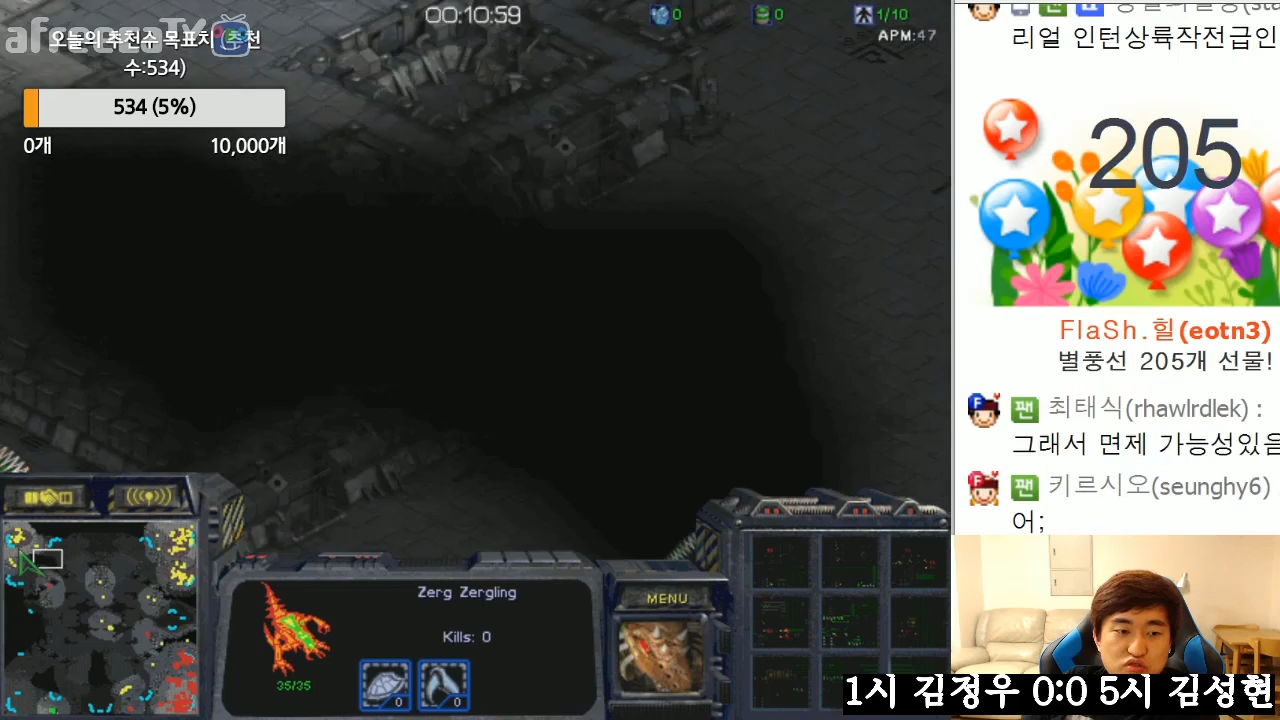 afreecaTV
오늘의 추천수 목표치 (추천
수:534)
534 (5%)
0개
10,000개
00:10:59
0
0
1/10
APM:47
리얼 인턴상륙작전급인
205
FlaSh.힐(eotn3)
별풍선 205개 선물!
팬 최태식(rhawlrdlek) :
그래서 면제 가능성있음
팬 키르시오(seunghy6)
어;
Zerg Zergling
Kills: 0
35/35
0
0
MENU
1시 김정우 0:0 5시 김성현